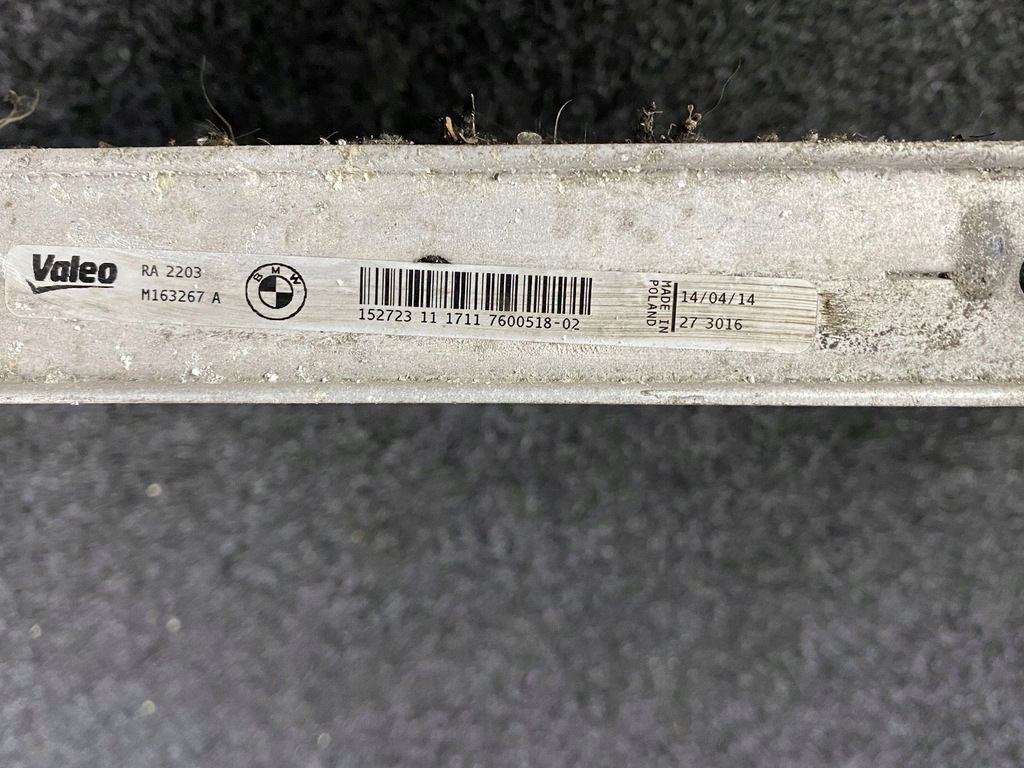 Valeo
RA 2203
M163267 A
BMW
152723 11 1711 7600518-02
MADE IN
POLAND
14/04/14
27 3016